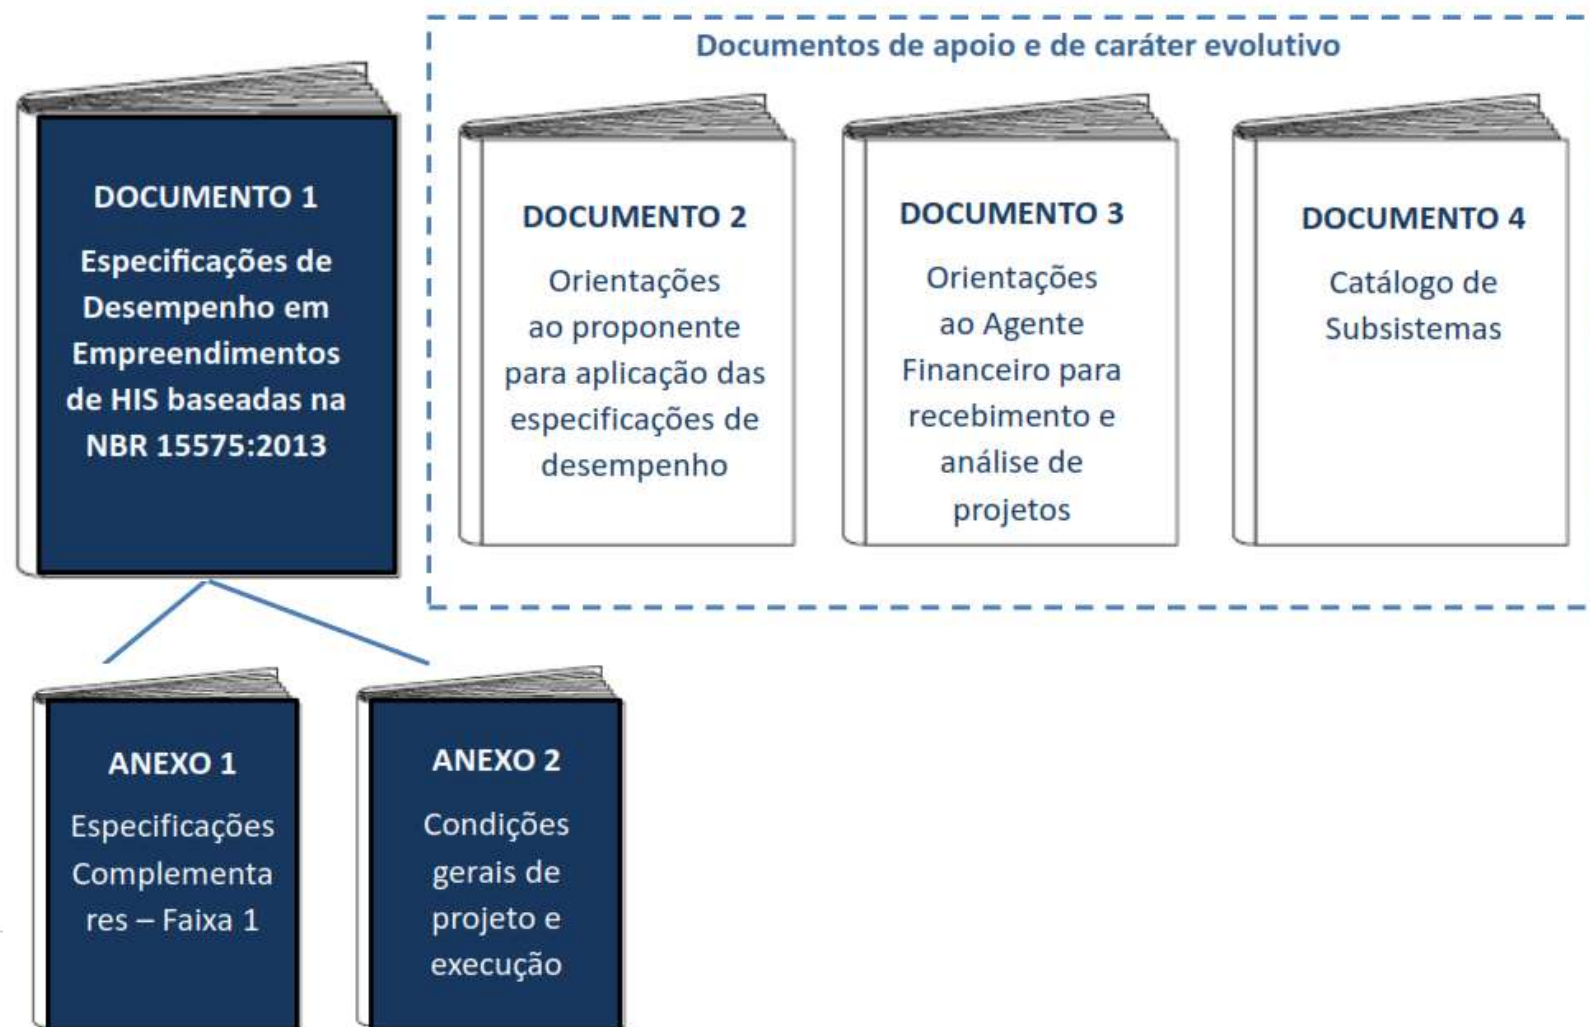 Documentos de apoio e de caráter evolutivo
DOCUMENTO 1
Especificações de
Desempenho em
Empreendimentos
de HIS baseadas na
NBR 15575:2013
DOCUMENTO 2
Orientações
ao proponente
para aplicação das
especificações de
desempenho
DOCUMENTO 3
Orientações
ao Agente
Financeiro para
recebimento e
análise de
projetos
DOCUMENTO 4
Catálogo de
Subsistemas
ANEXO 1
Especificações
Complementa
res – Faixa 1
ANEXO 2
Condições
gerais de
projeto e
execução